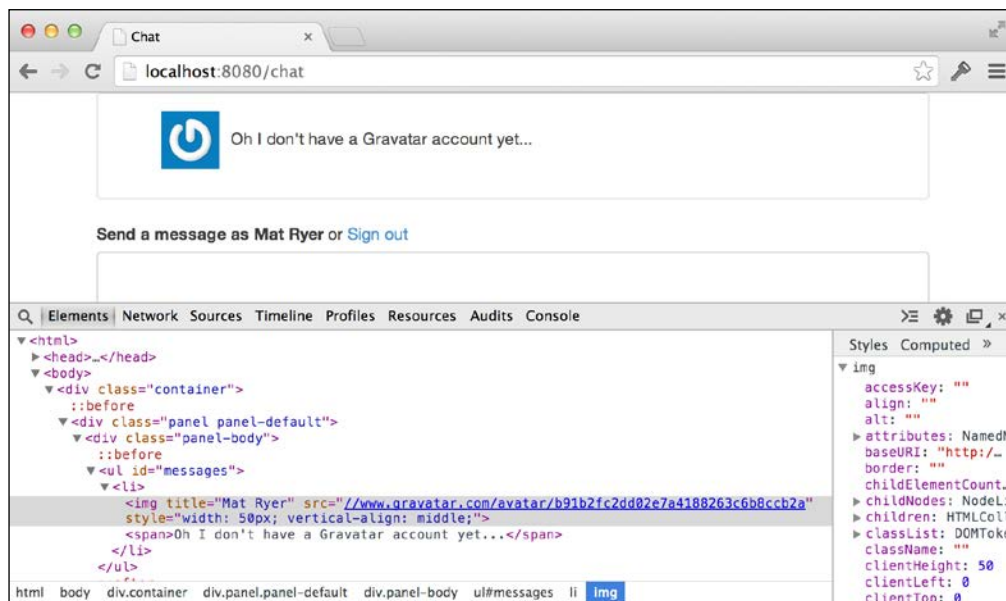 Chat ×
localhost:8080/chat
Oh I don't have a Gravatar account yet...
Send a message as Mat Ryer or Sign out
Elements Network Sources Timeline Profiles Resources Audits Console
▼<html>
▶<head>…</head>
▼<body>
▼<div class="container">
::before
▼<div class="panel panel-default">
▼<div class="panel-body">
::before
▼<ul id="messages">
▼<li>
<img title="Mat Ryer" src="//www.gravatar.com/avatar/b91b2fc2dd02e7a4188263c6b8ccb2a"
style="width: 50px; vertical-align: middle;">
<span>Oh I don't have a Gravatar account yet...</span>
</li>
</ul>
html body div.container div.panel.panel-default div.panel-body ul#messages li img
Styles Computed »
▼ img
accessKey: ""
align: ""
alt: ""
▶ attributes: NamedN
baseURI: "http:/…
border: ""
childElementCount…
▶ childNodes: NodeLi
▶ children: HTMLColl
▶ classList: DOMToke
className: ""
clientHeight: 50
clientLeft: 0
clientTop: 0